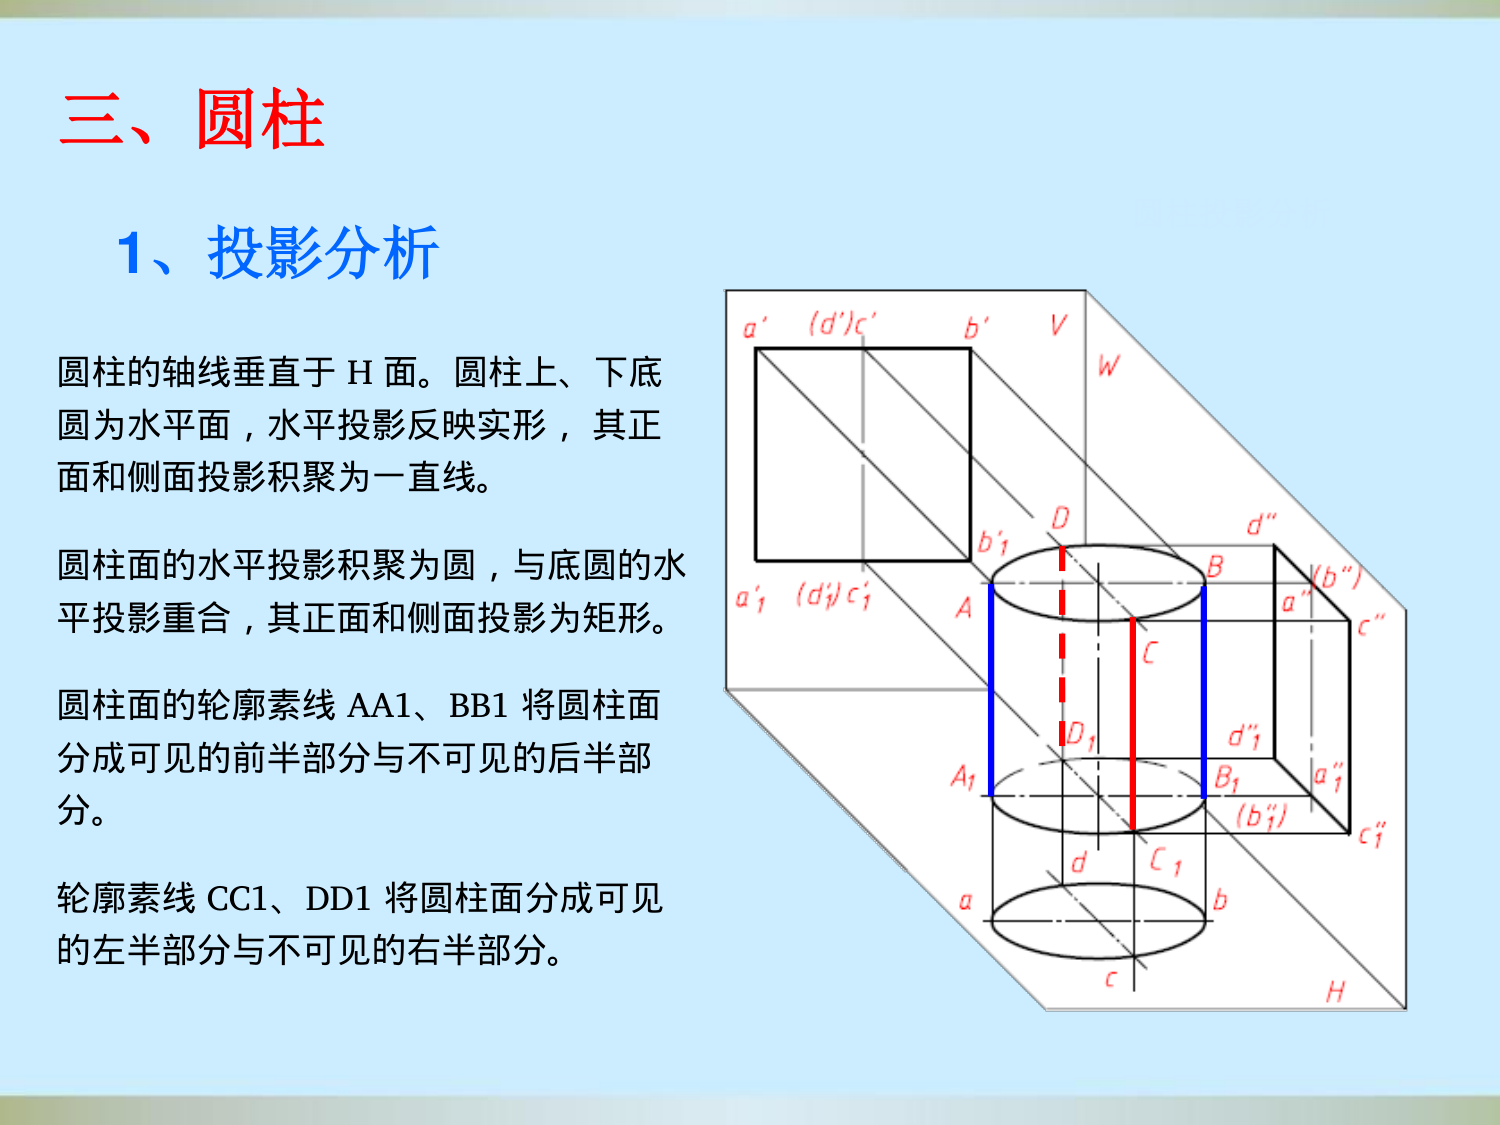 三、圆柱
1、投影分析
圆柱的轴线垂直于 H 面。圆柱上、下底
圆为水平面,水平投影反映实形, 其正
面和侧面投影积聚为一直线。
圆柱面的水平投影积聚为圆,与底圆的水
平投影重合,其正面和侧面投影为矩形。
圆柱面的轮廓素线 AA1、BB1 将圆柱面
分成可见的前半部分与不可见的后半部
分。
轮廓素线 CC1、DD1 将圆柱面分成可见
的左半部分与不可见的右半部分。
a′ (d′)c′ b′ V
W
D d″
b′₁ B (b″)
a′₁ (d′₁) c′₁ A a″ c″
C
D₁ d″₁
A₁ B₁ a″₁
(b″₁) c″₁
d C₁
a b
c H